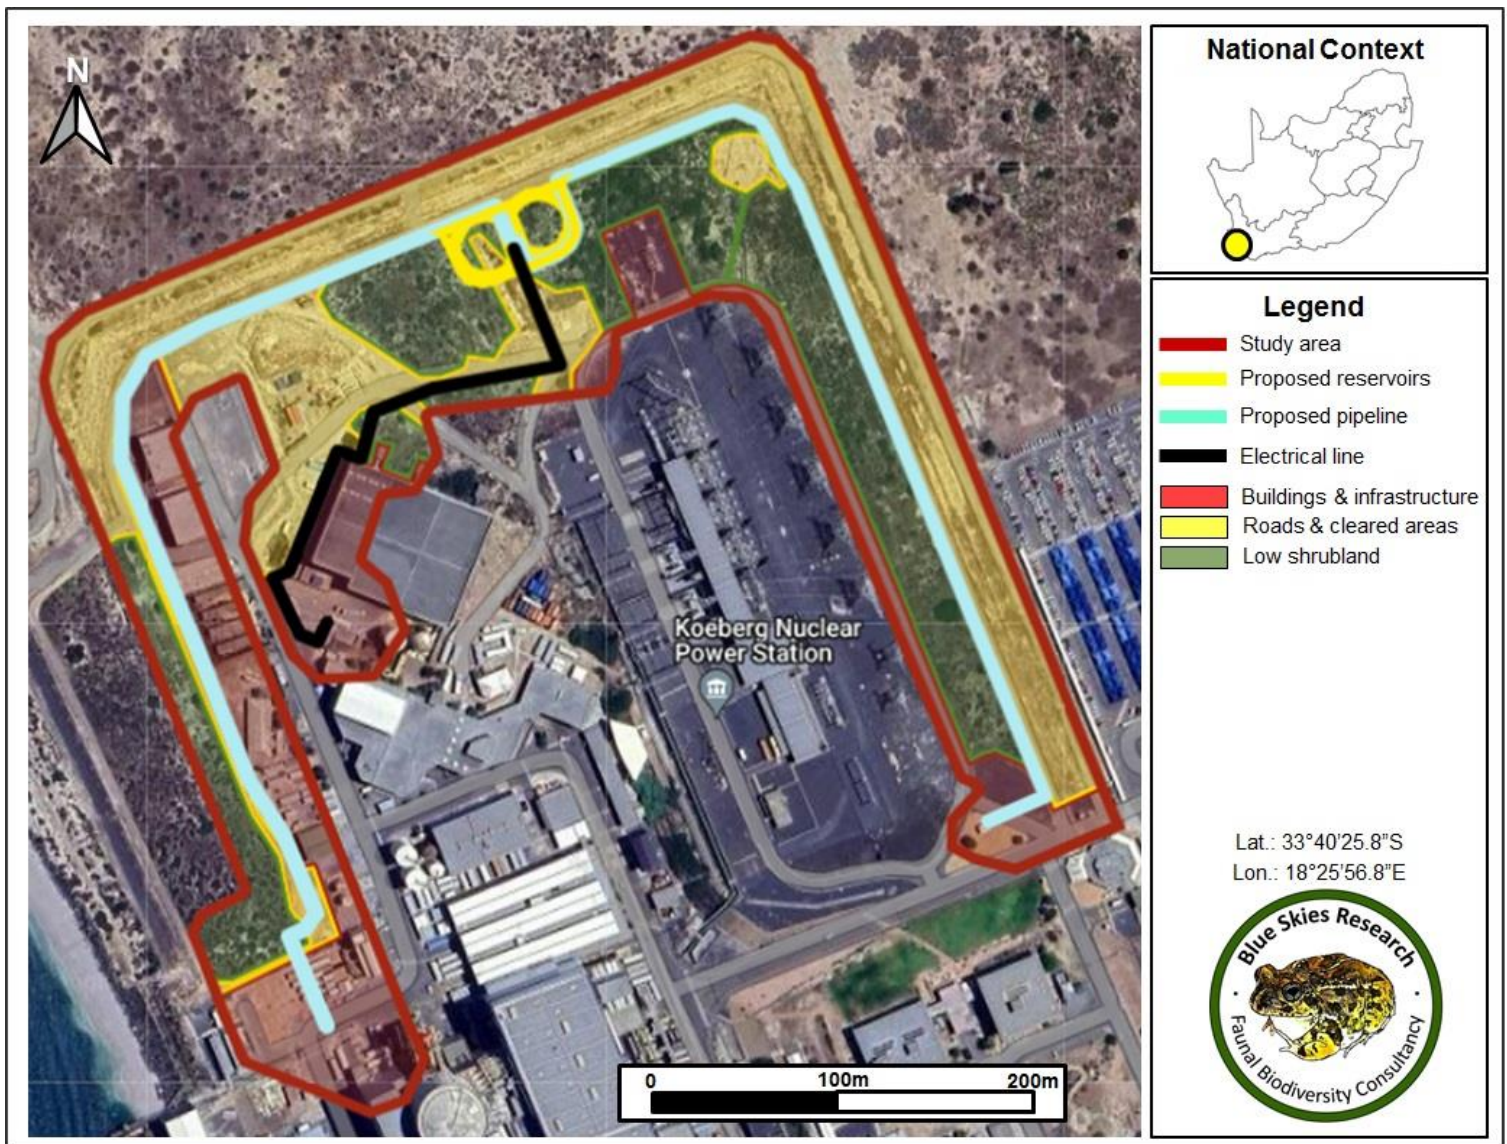 N
Koeberg Nuclear
Power Station
0 100m 200m
National Context
Legend
Study area
Proposed reservoirs
Proposed pipeline
Electrical line
Buildings & infrastructure
Roads & cleared areas
Low shrubland
Lat.: 33°40’25.8”S
Lon.: 18°25’56.8”E
Blue Skies Research
Faunal Biodiversity Consultancy